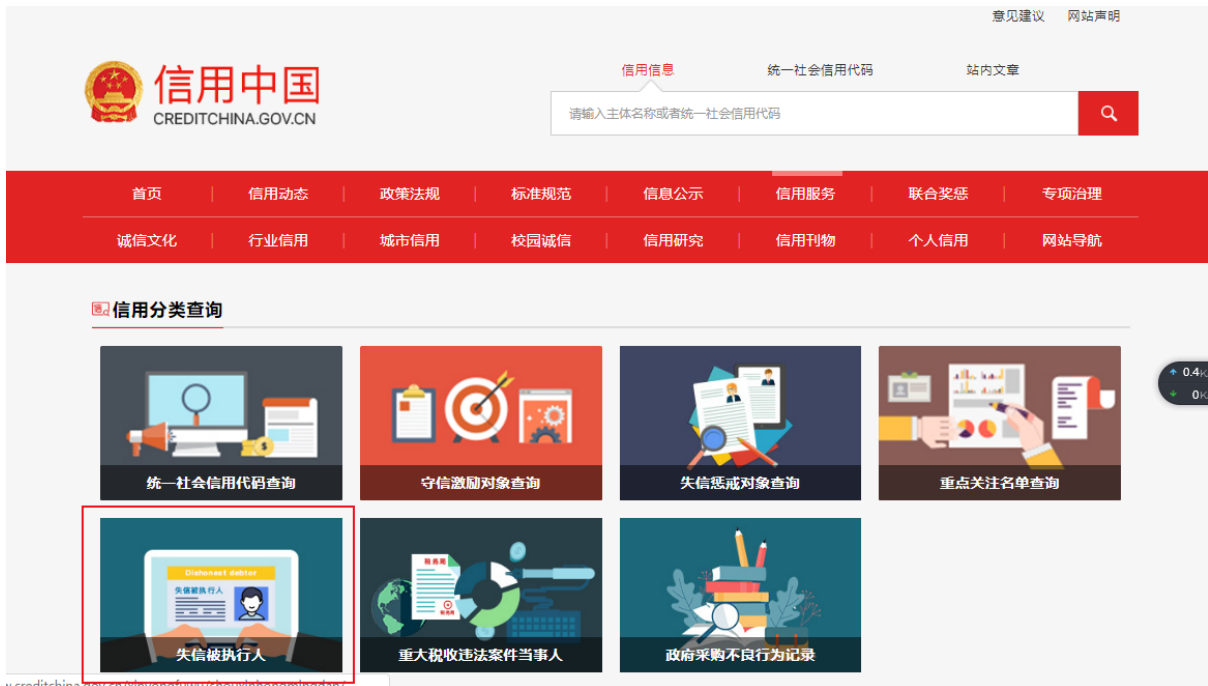 意见建议 网站声明
信用中国
CREDITCHINA.GOV.CN
信用信息 统一社会信用代码 站内文章
请输入主体名称或者统一社会信用代码
首页 信用动态 政策法规 标准规范 信息公示 信用服务 联合奖惩 专项治理
诚信文化 行业信用 城市信用 校园诚信 信用研究 信用刊物 个人信用 网站导航
信用分类查询
统一社会信用代码查询 守信激励对象查询 失信惩戒对象查询 重点关注名单查询
↑ 0.4K
↓ 0K
Dishonest debtor
失信被执行人
税务局
失信被执行人 重大税收违法案件当事人 政府采购不良行为记录